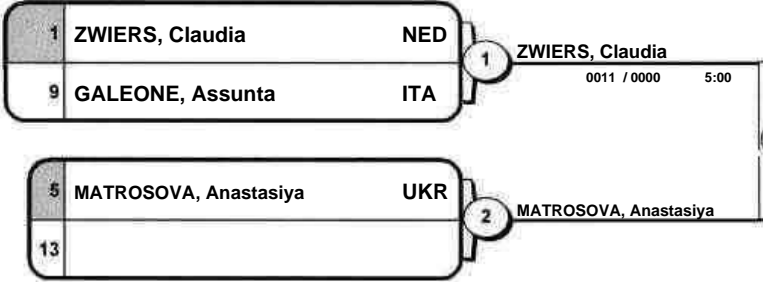 1 ZWIERS, Claudia NED
1 ZWIERS, Claudia
0011 / 0000 5:00
9 GALEONE, Assunta ITA
5 MATROSOVA, Anastasiya UKR
2 MATROSOVA, Anastasiya
13